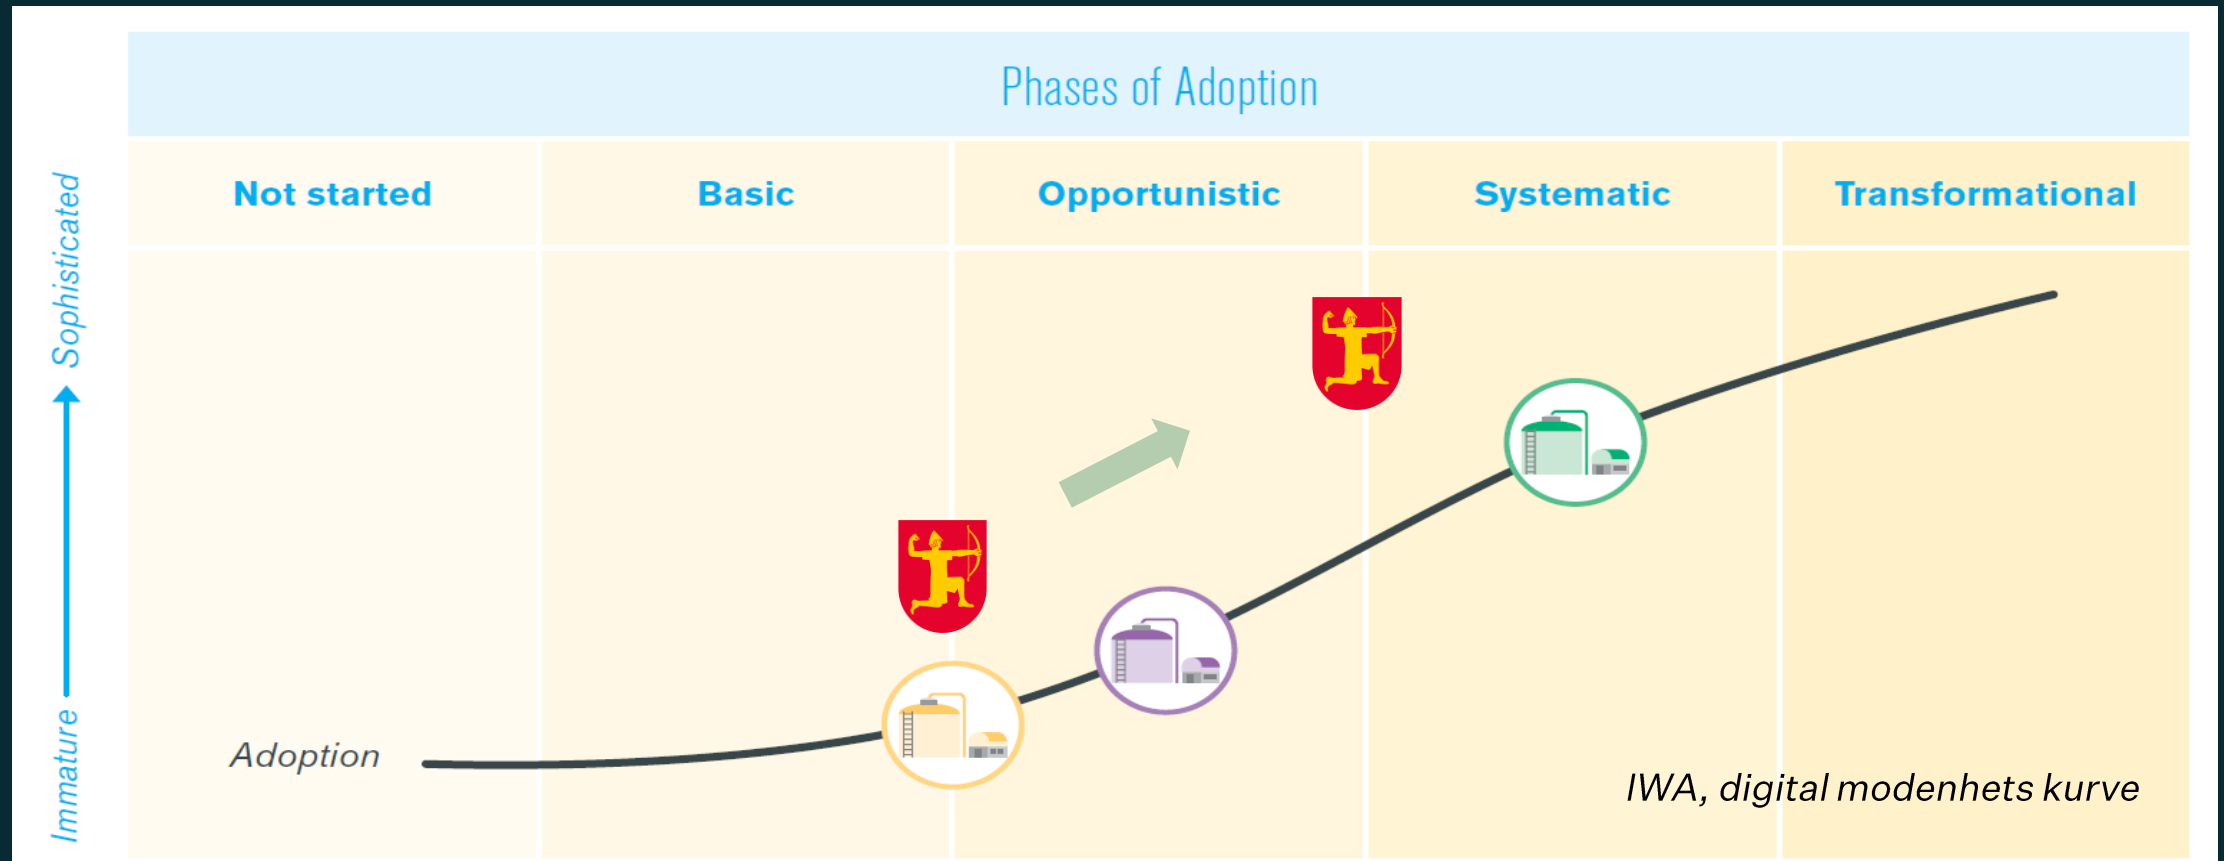 Phases of Adoption
Not started
Basic
Opportunistic
Systematic
Transformational
Sophisticated
Immature
Adoption
IWA, digital modenhets kurve